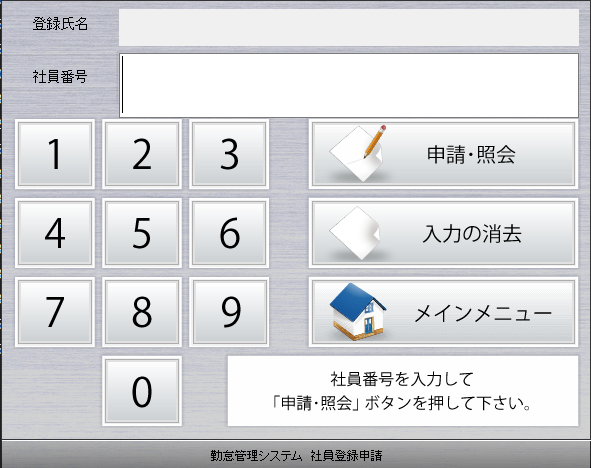 登録氏名
社員番号
1 2 3
申請・照会
4 5 6
入力の消去
7 8 9
メインメニュー
0
社員番号を入力して
「申請・照会」ボタンを押して下さい。
勤怠管理システム 社員登録申請